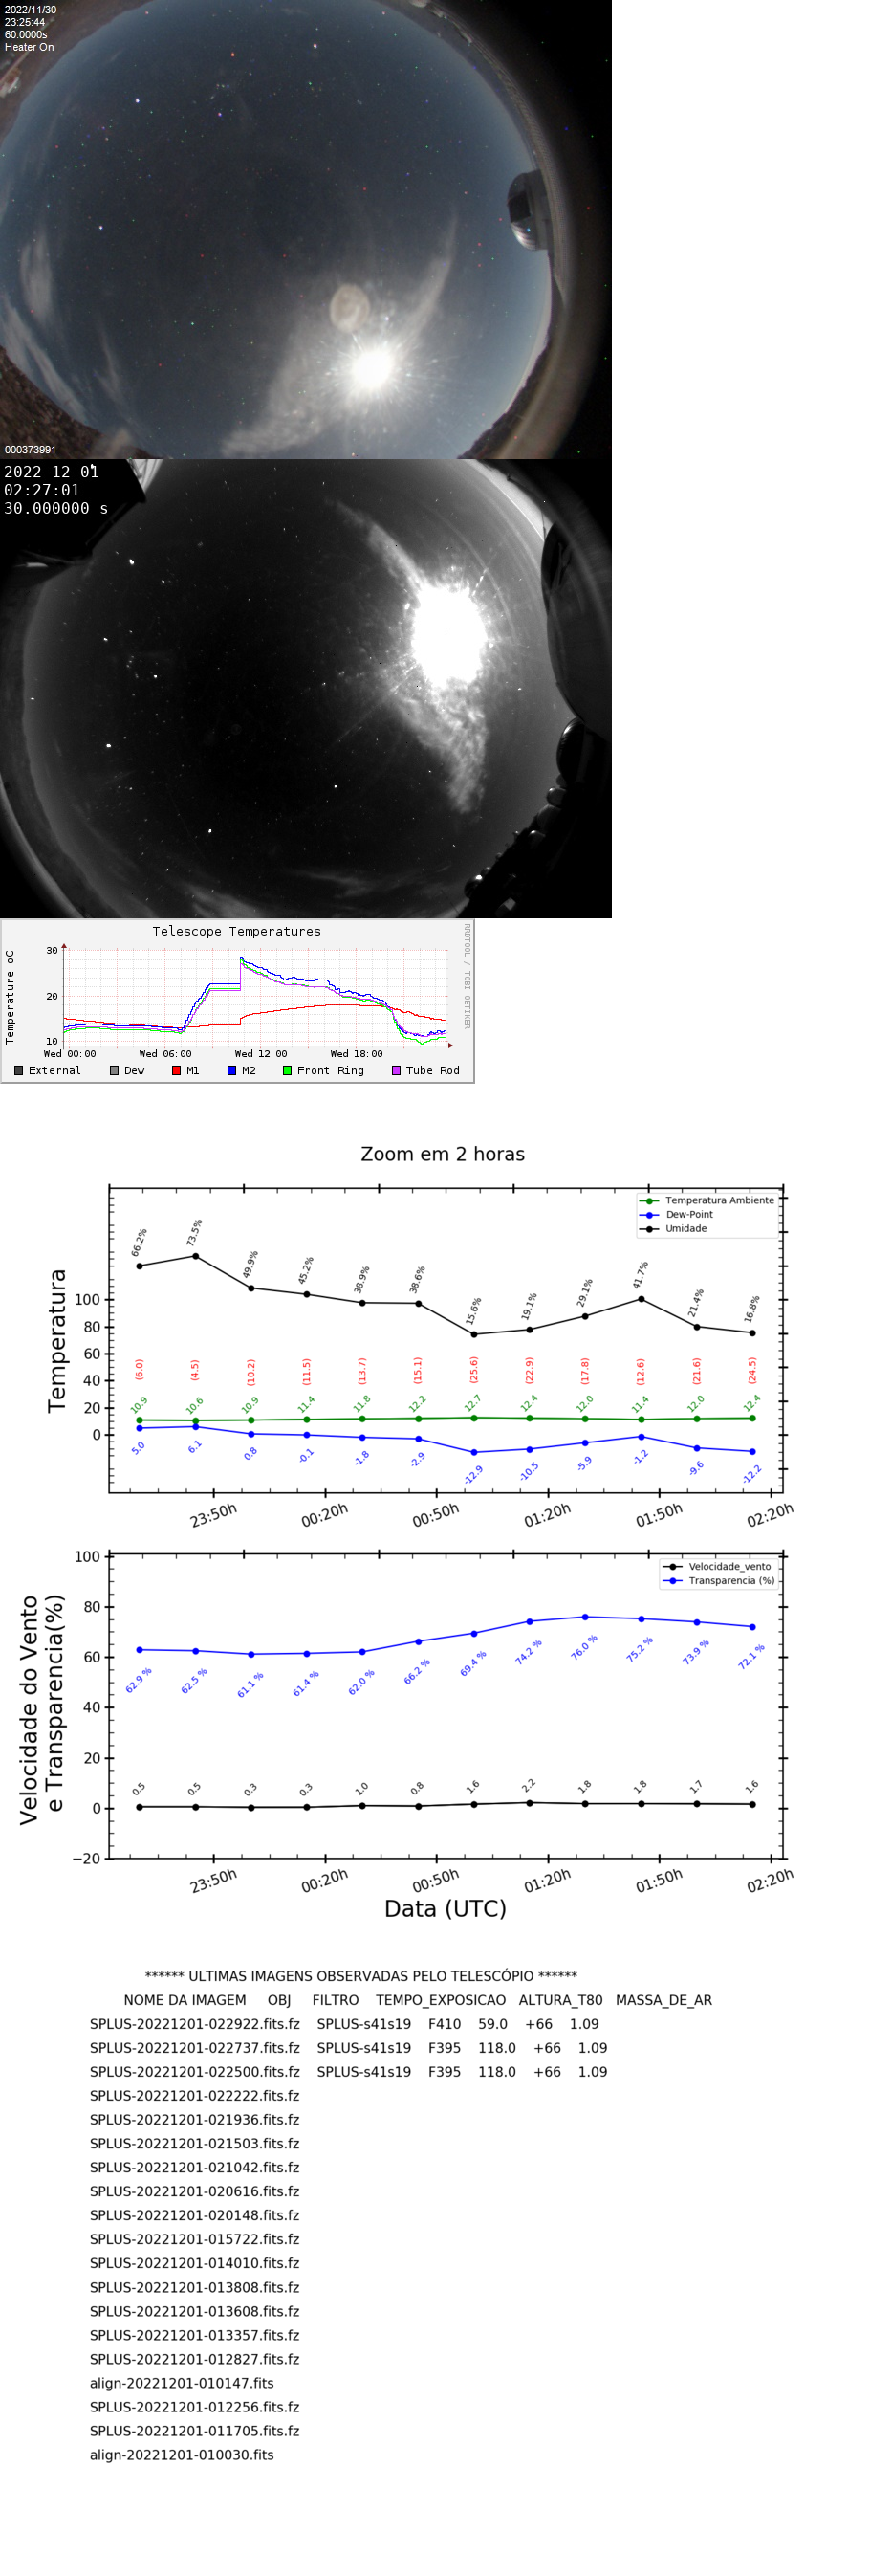 2022/11/30
23:25:44
60.0000s
Heater On
000373991
2022-12-01
02:27:01
30.000000 s
Telescope Temperatures
RRDTOOL / TOBI OETIKER
Temperature oC
30
20
10
Wed 00:00 Wed 06:00 Wed 12:00 Wed 18:00
External Dew M1 M2 Front Ring Tube Rod
Zoom em 2 horas
Temperatura Ambiente
Dew-Point
Umidade
Temperatura
100
80
60
40
20
0
66.2% 73.5% 49.9% 45.2% 38.9% 38.6% 15.6% 19.1% 29.1% 41.7% 21.4% 16.8%
(6.0) (4.5) (10.2) (11.5) (13.7) (15.1) (25.6) (22.9) (17.8) (12.6) (21.6) (24.5)
10.9 10.6 10.9 11.4 11.8 12.2 12.7 12.4 12.0 11.4 12.0 12.4
5.0 6.1 0.8 -0.1 -1.8 -2.9 -12.9 -10.5 -5.9 -1.2 -9.6 -12.2
23:50h 00:20h 00:50h 01:20h 01:50h 02:20h
Velocidade_vento
Transparencia (%)
Velocidade do Vento
e Transparencia(%)
100
80
60
40
20
0
−20
62.9 % 62.5 % 61.1 % 61.4 % 62.0 % 66.2 % 69.4 % 74.2 % 76.0 % 75.2 % 73.9 % 72.1 %
0.5 0.5 0.3 0.3 1.0 0.8 1.6 2.2 1.8 1.8 1.7 1.6
23:50h 00:20h 00:50h 01:20h 01:50h 02:20h
Data (UTC)
****** ULTIMAS IMAGENS OBSERVADAS PELO TELESCÓPIO ******
NOME DA IMAGEM OBJ FILTRO TEMPO_EXPOSICAO ALTURA_T80 MASSA_DE_AR
SPLUS-20221201-022922.fits.fz SPLUS-s41s19 F410 59.0 +66 1.09
SPLUS-20221201-022737.fits.fz SPLUS-s41s19 F395 118.0 +66 1.09
SPLUS-20221201-022500.fits.fz SPLUS-s41s19 F395 118.0 +66 1.09
SPLUS-20221201-022222.fits.fz
SPLUS-20221201-021936.fits.fz
SPLUS-20221201-021503.fits.fz
SPLUS-20221201-021042.fits.fz
SPLUS-20221201-020616.fits.fz
SPLUS-20221201-020148.fits.fz
SPLUS-20221201-015722.fits.fz
SPLUS-20221201-014010.fits.fz
SPLUS-20221201-013808.fits.fz
SPLUS-20221201-013608.fits.fz
SPLUS-20221201-013357.fits.fz
SPLUS-20221201-012827.fits.fz
align-20221201-010147.fits
SPLUS-20221201-012256.fits.fz
SPLUS-20221201-011705.fits.fz
align-20221201-010030.fits